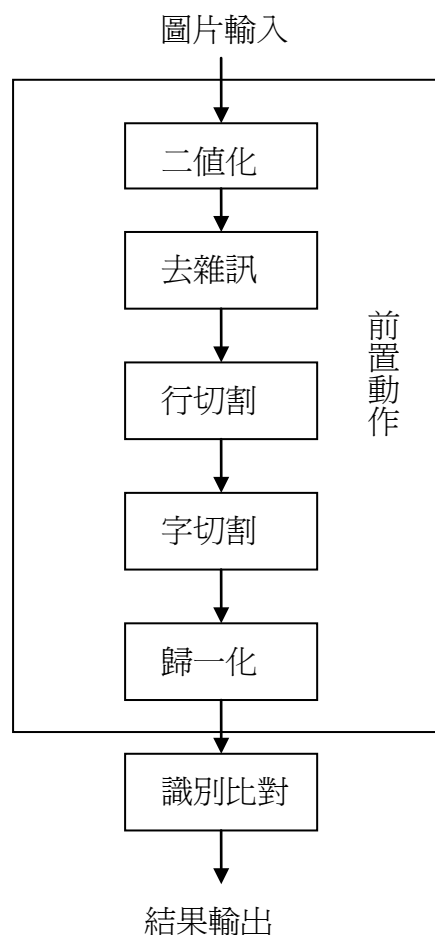 圖片輸入
二值化
去雜訊
前置動作
行切割
字切割
歸一化
識別比對
結果輸出